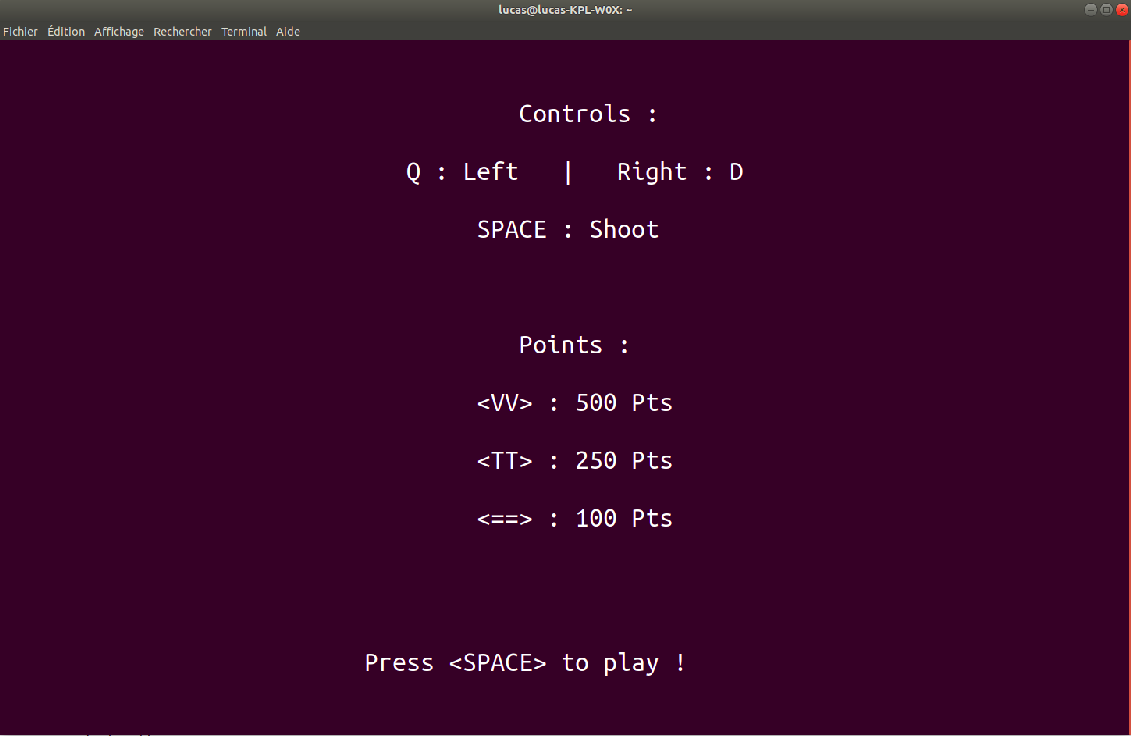 lucas@lucas-KPL-W0X: ~
Fichier Édition Affichage Rechercher Terminal Aide
Controls :
Q : Left | Right : D
SPACE : Shoot
Points :
<VV> : 500 Pts
<TT> : 250 Pts
<==> : 100 Pts
Press <SPACE> to play !